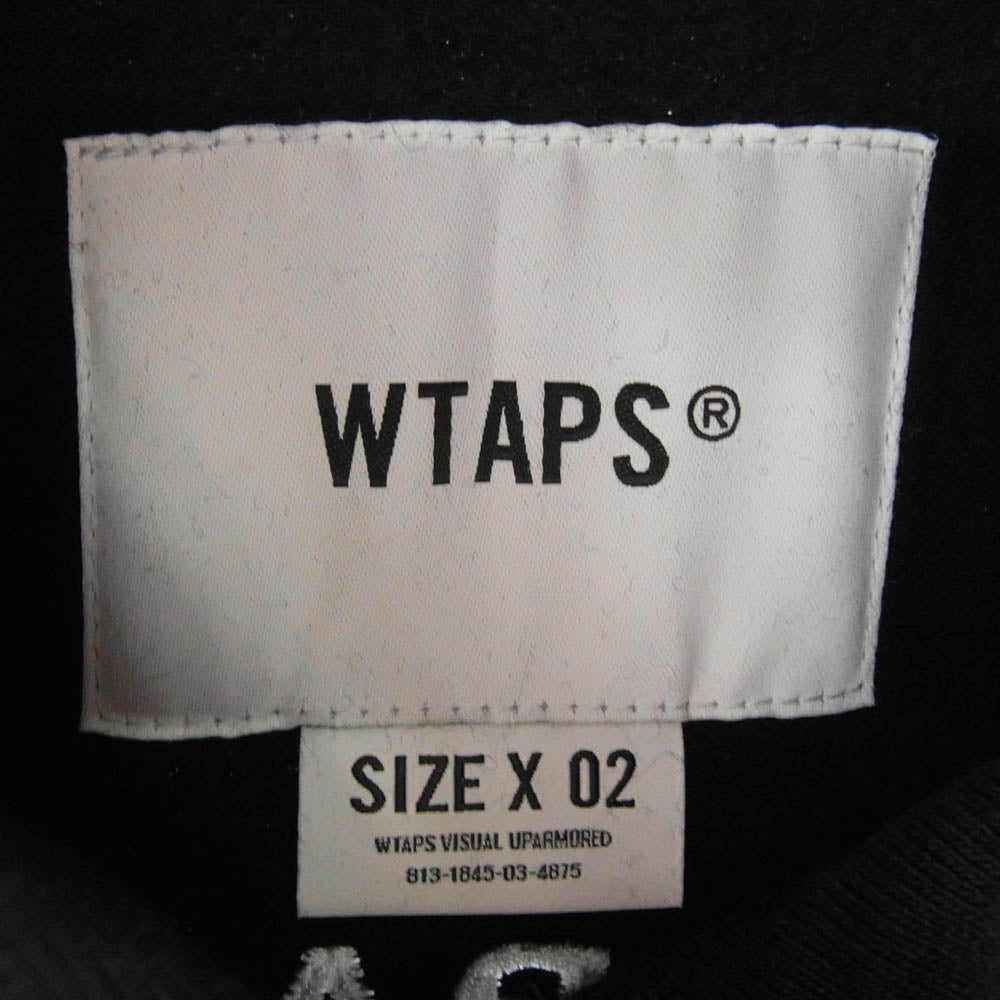 WTAPS®
SIZE X 02
WTAPS VISUAL UPARMORED
813-1845-03-4875